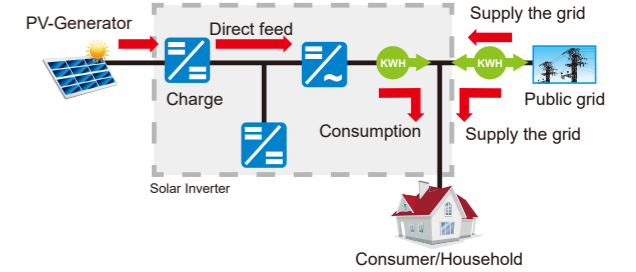 PV-Generator
Direct feed
Supply the grid
KWH
KWH
Charge
Public grid
Consumption
Supply the grid
Solar Inverter
Consumer/Household